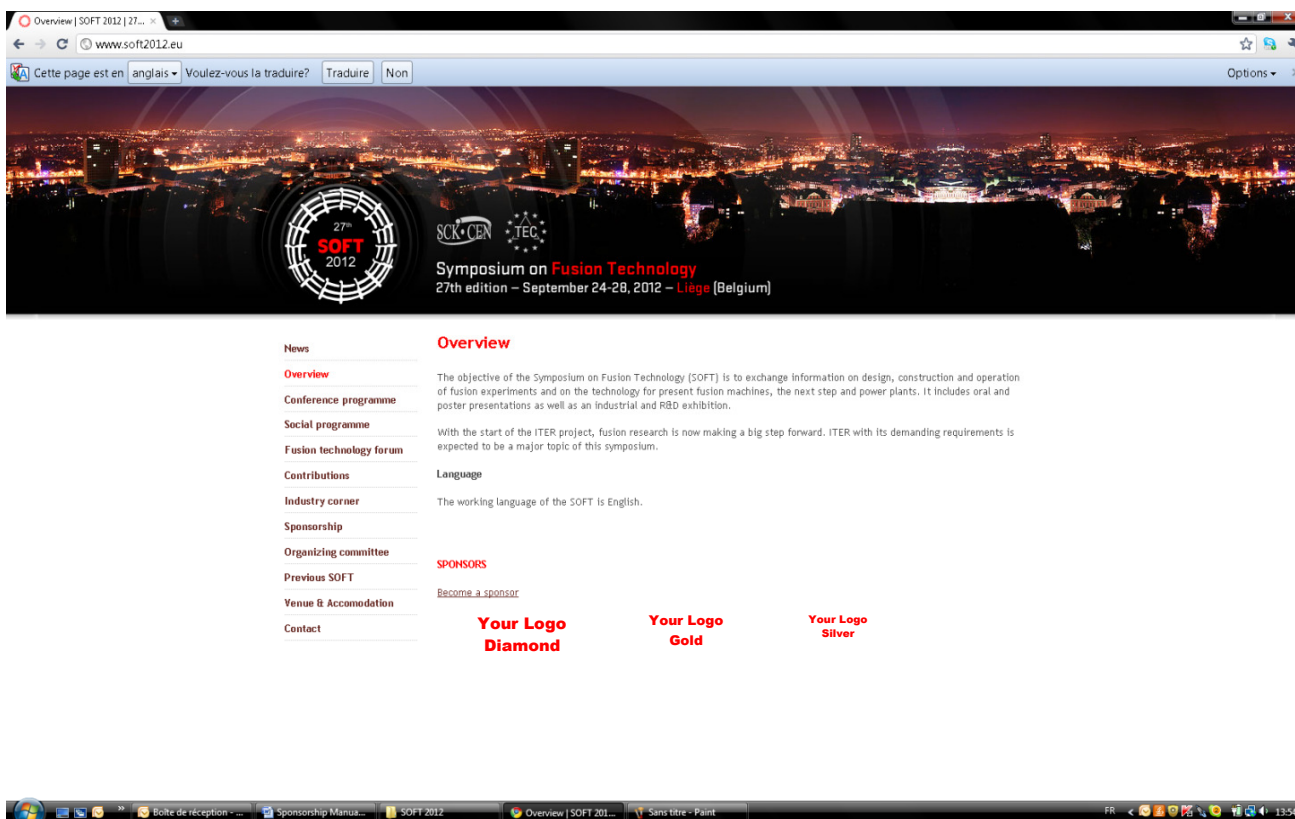 Overview | SOFT 2012 | 27...
www.soft2012.eu
Cette page est en anglais Voulez-vous la traduire? Traduire Non Options
27th
SOFT
2012
SCK•CEN TEC
Symposium on Fusion Technology
27th edition – September 24-28, 2012 – Liège (Belgium)
News
Overview
Conference programme
Social programme
Fusion technology forum
Contributions
Industry corner
Sponsorship
Organizing committee
Previous SOFT
Venue & Accomodation
Contact
Overview
The objective of the Symposium on Fusion Technology (SOFT) is to exchange information on design, construction and operation
of fusion experiments and on the technology for present fusion machines, the next step and power plants. It includes oral and
poster presentations as well as an industrial and R&D exhibition.
With the start of the ITER project, fusion research is now making a big step forward. ITER with its demanding requirements is
expected to be a major topic of this symposium.
Language
The working language of the SOFT is English.
SPONSORS
Become a sponsor
Your Logo
Diamond
Your Logo
Gold
Your Logo
Silver
Boîte de réception - ... Sponsorship Manua... SOFT 2012 Overview | SOFT 201... Sans titre - Paint FR 13:54